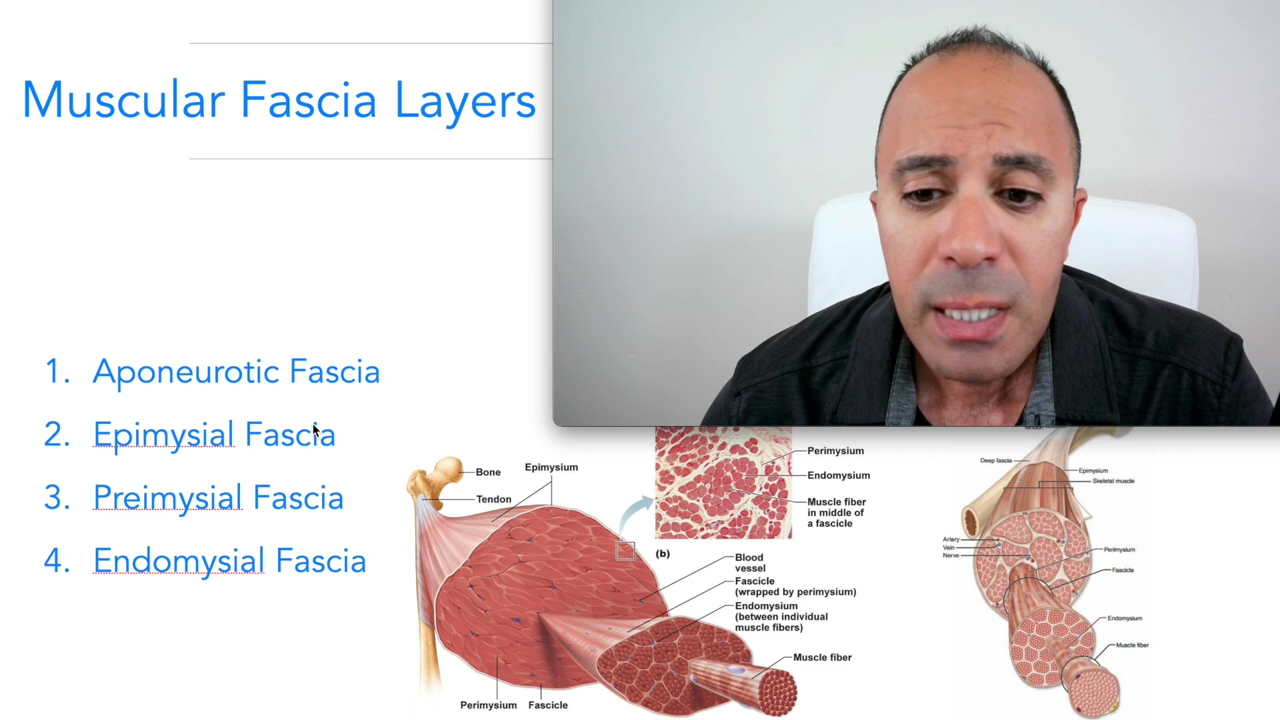 Muscular Fascia Layers
1. Aponeurotic Fascia
2. Epimysial Fascia
3. Preimysial Fascia
4. Endomysial Fascia
Bone
Epimysium
Tendon
Perimysium
Endomysium
Muscle fiber
in middle of
a fascicle
(b)
Blood
vessel
Fascicle
(wrapped by perimysium)
Endomysium
(between individual
muscle fibers)
Muscle fiber
Perimysium
Fascicle
Deep fascia
Epimysium
Skeletal muscle
Artery
Vein
Nerve
Perimysium
Fascicle
Endomysium
Muscle fiber